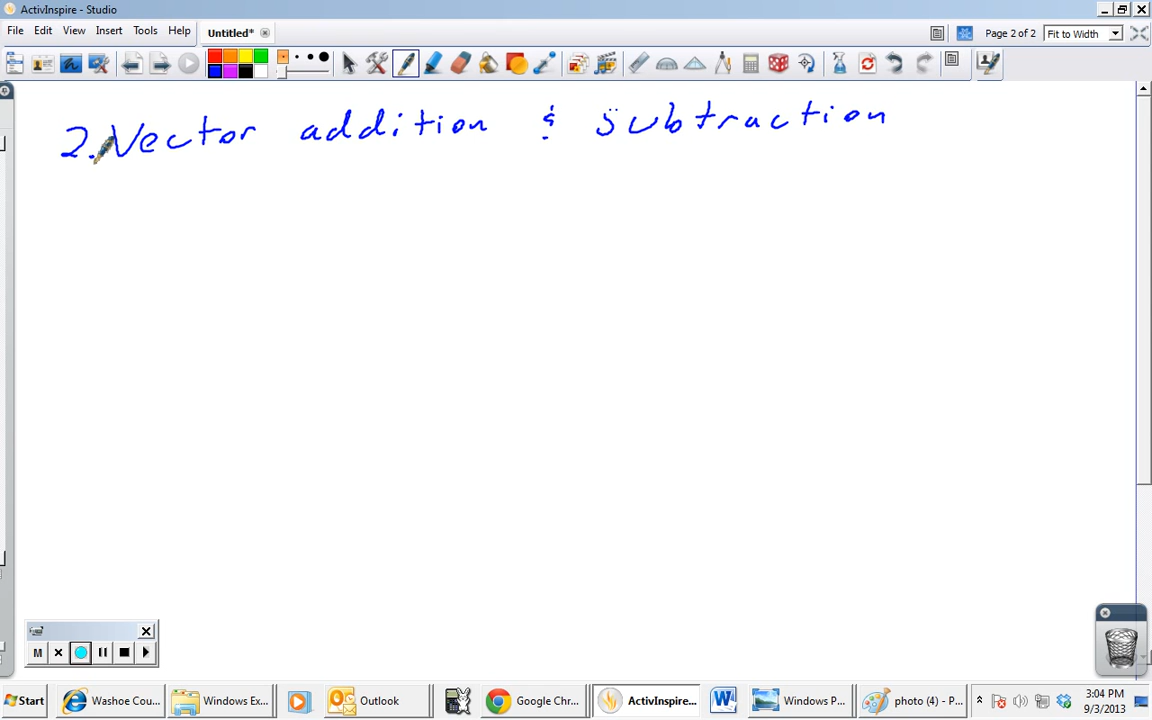 ActivInspire - Studio
File Edit View Insert Tools Help Untitled* Page 2 of 2 Fit to Width
2. Vector addition & subtraction
M
Start Washoe Cou... Windows Ex... Outlook Google Chr... ActivInspire... Windows P... photo (4) - P... 3:04 PM
9/3/2013